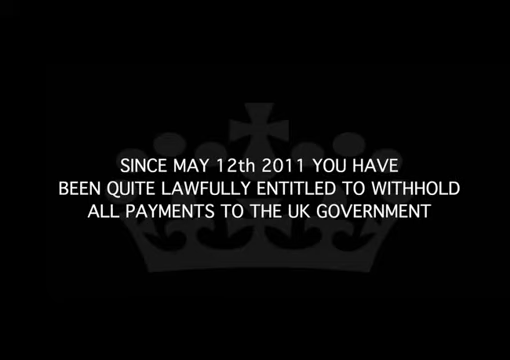 SINCE MAY 12th 2011 YOU HAVE
BEEN QUITE LAWFULLY ENTITLED TO WITHHOLD
ALL PAYMENTS TO THE UK GOVERNMENT